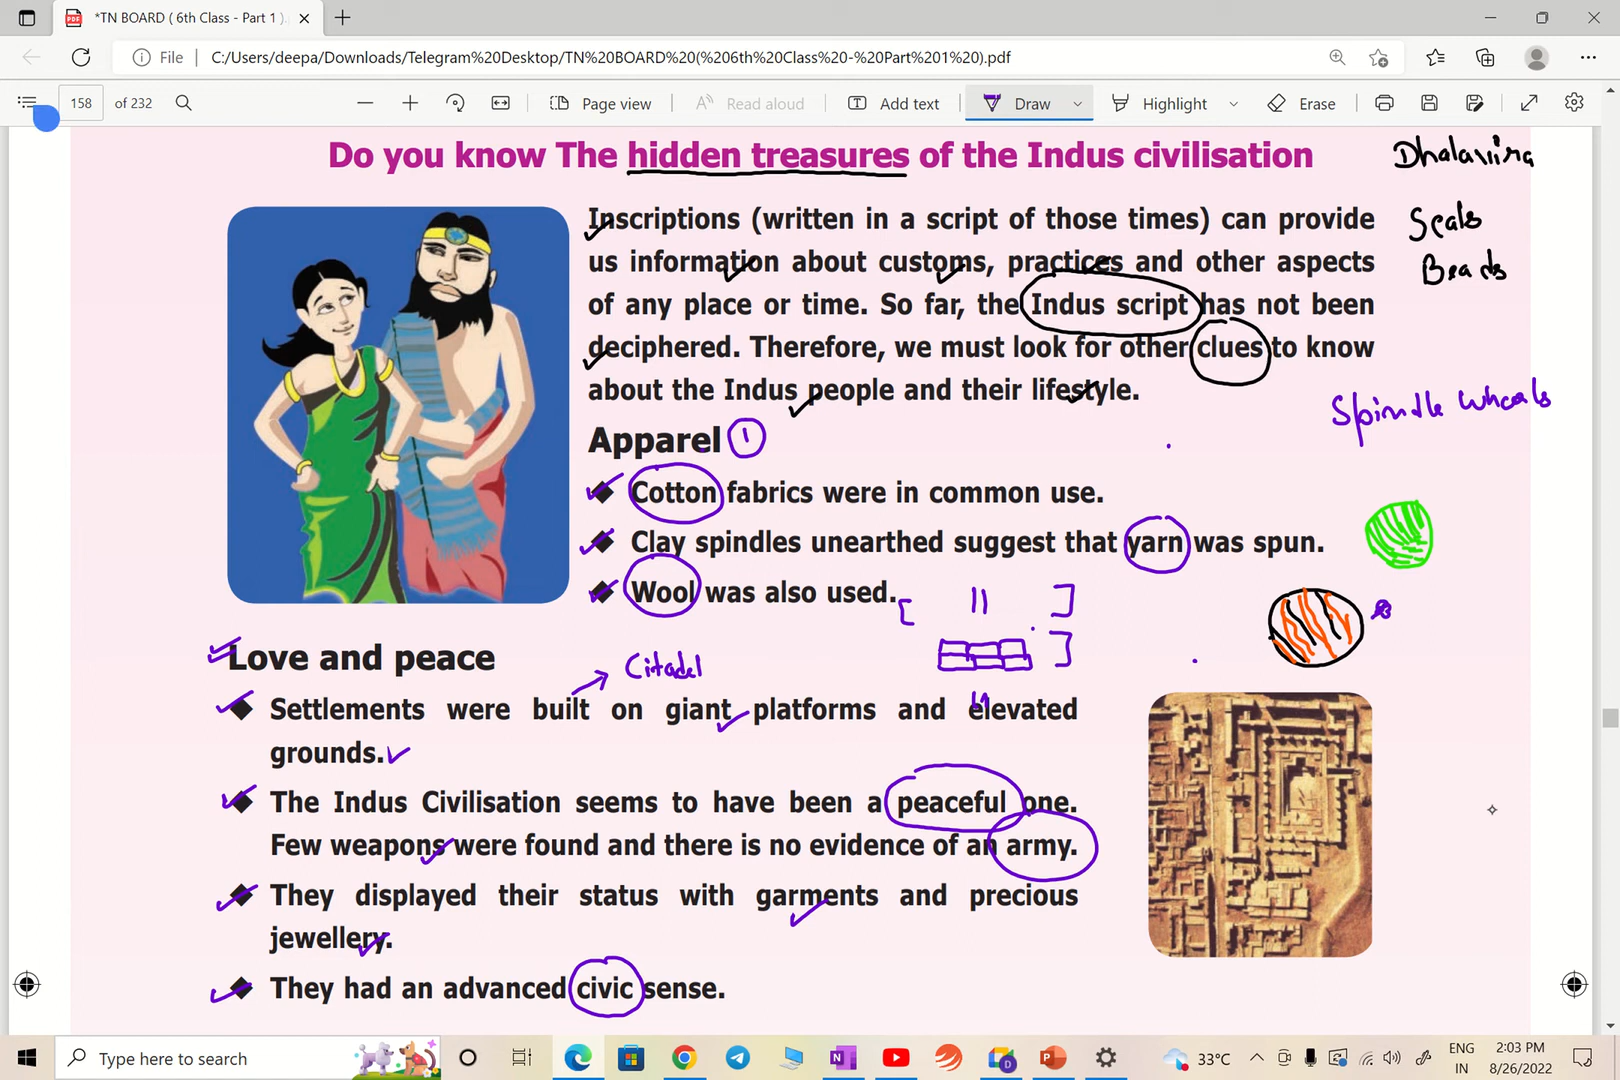 *TN BOARD ( 6th Class - Part 1 ).
File
C:/Users/deepa/Downloads/Telegram%20Desktop/TN%20BOARD%20(%206th%20Class%20-%20Part%201%20).pdf
158 of 232
Page view
Read aloud
Add text
Draw
Highlight
Erase
Do you know The hidden treasures of the Indus civilisation
Dhalavira
Inscriptions (written in a script of those times) can provide
Seals
us information about customs, practices and other aspects
Beads
of any place or time. So far, the Indus script has not been
deciphered. Therefore, we must look for other clues to know
about the Indus people and their lifestyle.
Spindle wheels
Apparel 1
Cotton fabrics were in common use.
Clay spindles unearthed suggest that yarn was spun.
Wool was also used.
Love and peace
Citadel
Settlements were built on giant platforms and elevated
grounds.
The Indus Civilisation seems to have been a peaceful one.
Few weapons were found and there is no evidence of an army.
They displayed their status with garments and precious
jewellery.
They had an advanced civic sense.
Type here to search
33°C
ENG
IN
2:03 PM
8/26/2022